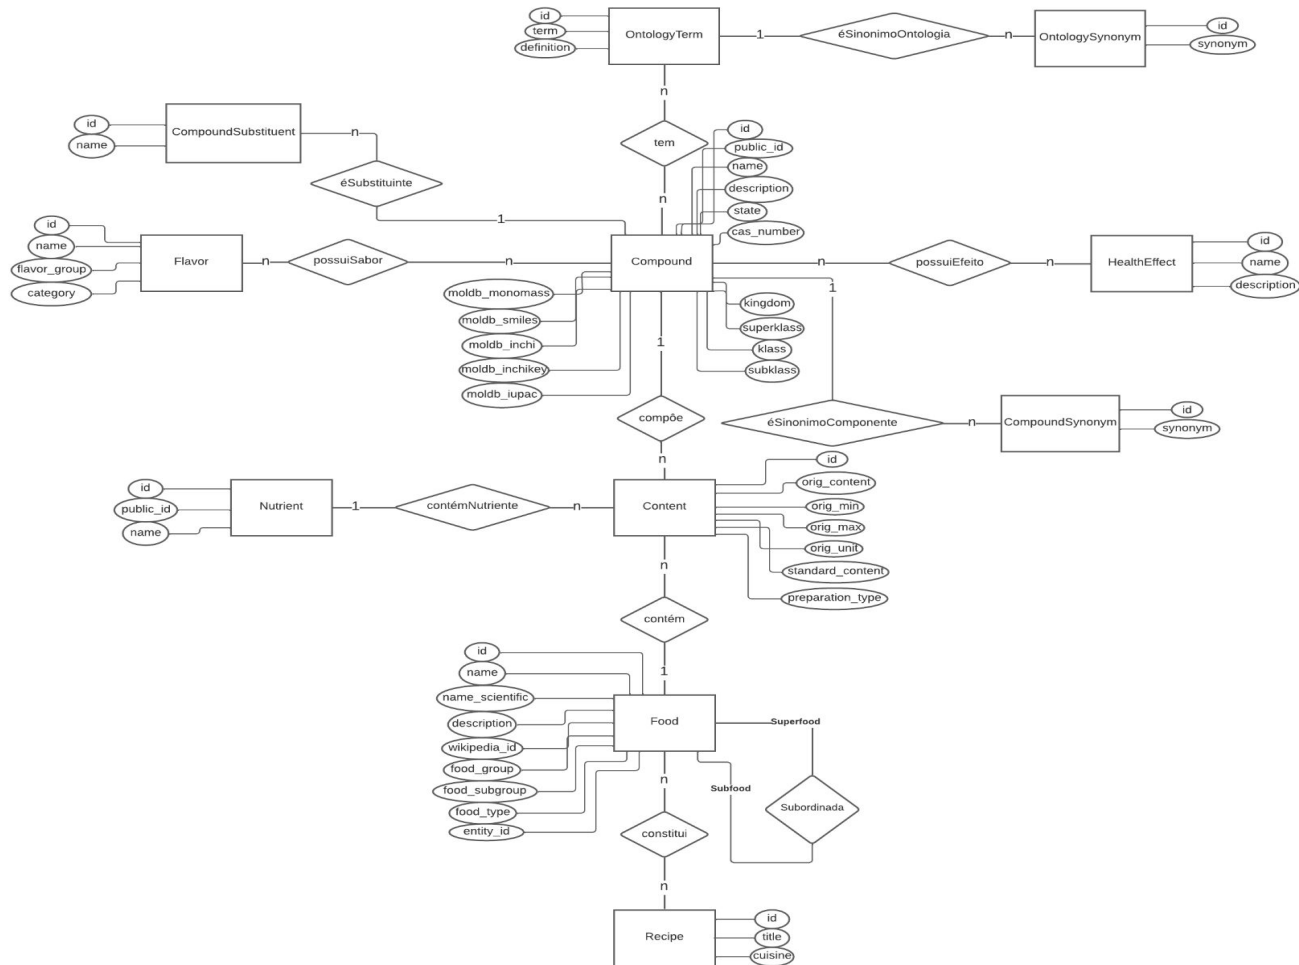 id
term
definition
OntologyTerm
1
éSinonimoOntologia
n
OntologySynonym
id
synonym
n
tem
n
id
name
CompoundSubstituent
n
éSubstituinte
1
id
public_id
name
description
state
cas_number
id
name
flavor_group
category
Flavor
n
possuiSabor
n
Compound
n
possuiEfeito
n
HealthEffect
id
name
description
moldb_monomass
moldb_smiles
moldb_inchi
moldb_inchikey
moldb_iupac
kingdom
superklass
klass
subklass
1
compõe
n
1
éSinonimoComponente
n
CompoundSynonym
id
synonym
id
public_id
name
Nutrient
1
contémNutriente
n
Content
id
orig_content
orig_min
orig_max
orig_unit
standard_content
preparation_type
n
contém
1
id
name
name_scientific
description
wikipedia_id
food_group
food_subgroup
food_type
entity_id
Food
Superfood
Subfood
Subordinada
n
constitui
n
Recipe
id
title
cuisine